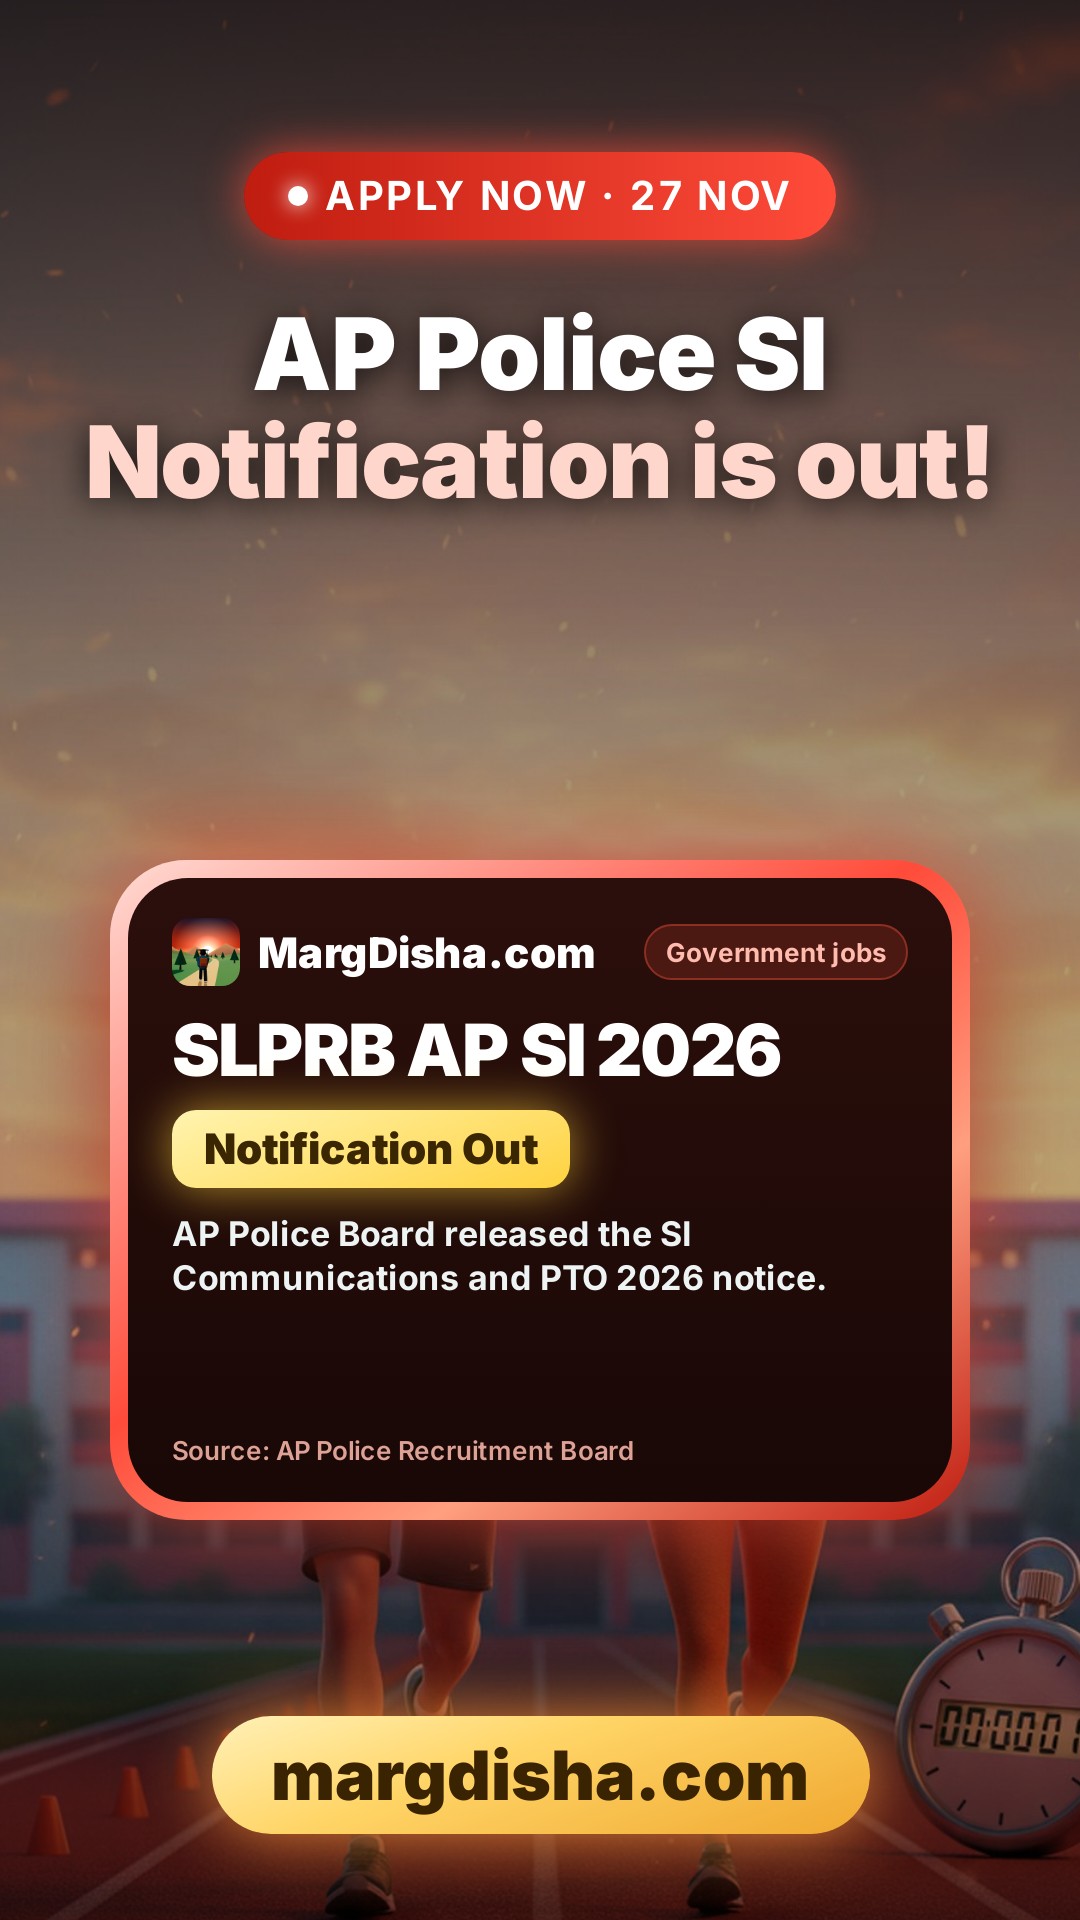 APPLY NOW · 27 NOV
AP Police SI
Notification is out!
MargDisha.com
Government jobs
SLPRB AP SI 2026
Notification Out
AP Police Board released the SI
Communications and PTO 2026 notice.
Source: AP Police Recruitment Board
margdisha.com